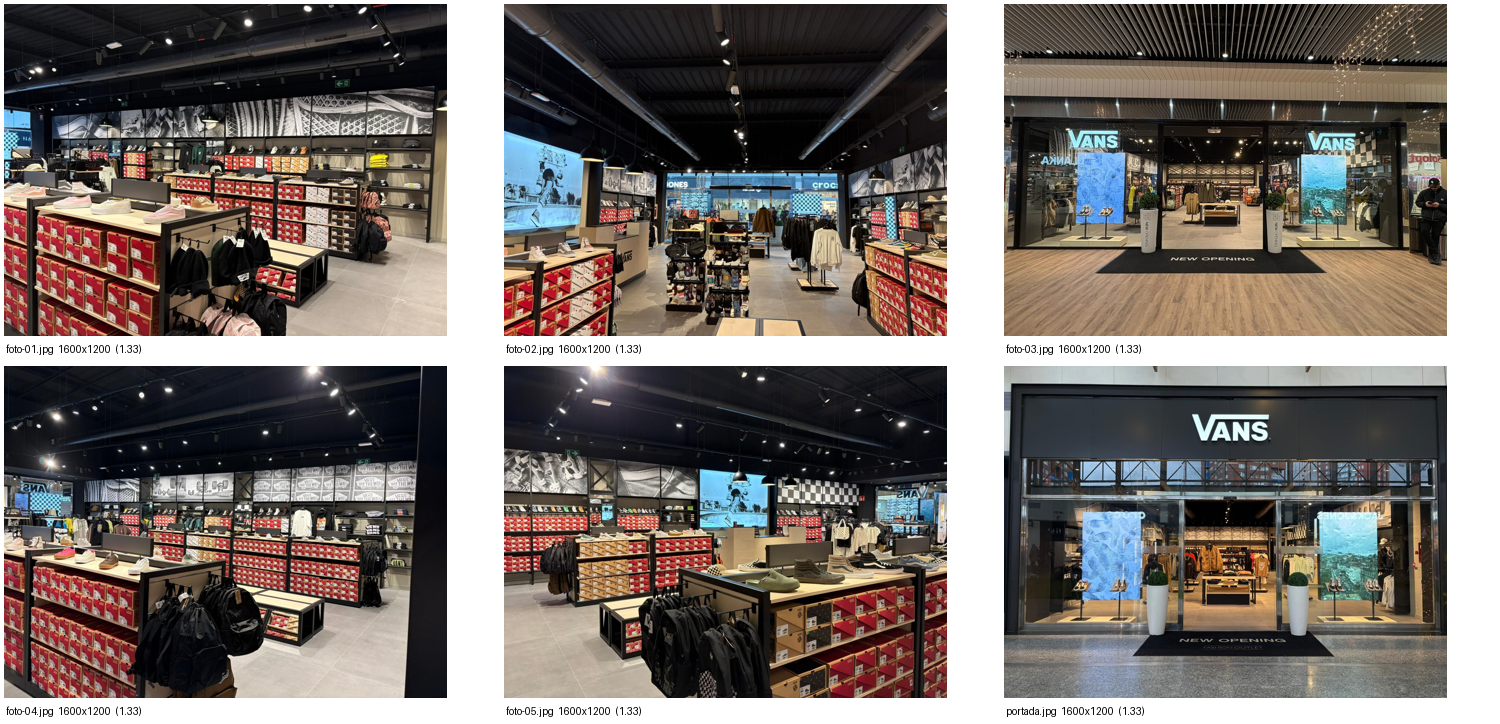 JONES
crocs
VANS
VANS
NEW OPENING
foto-01.jpg 1600x1200 (1.33)
foto-02.jpg 1600x1200 (1.33)
foto-03.jpg 1600x1200 (1.33)
VANS
VANS
NEW OPENING
foto-04.jpg 1600x1200 (1.33)
foto-05.jpg 1600x1200 (1.33)
portada.jpg 1600x1200 (1.33)